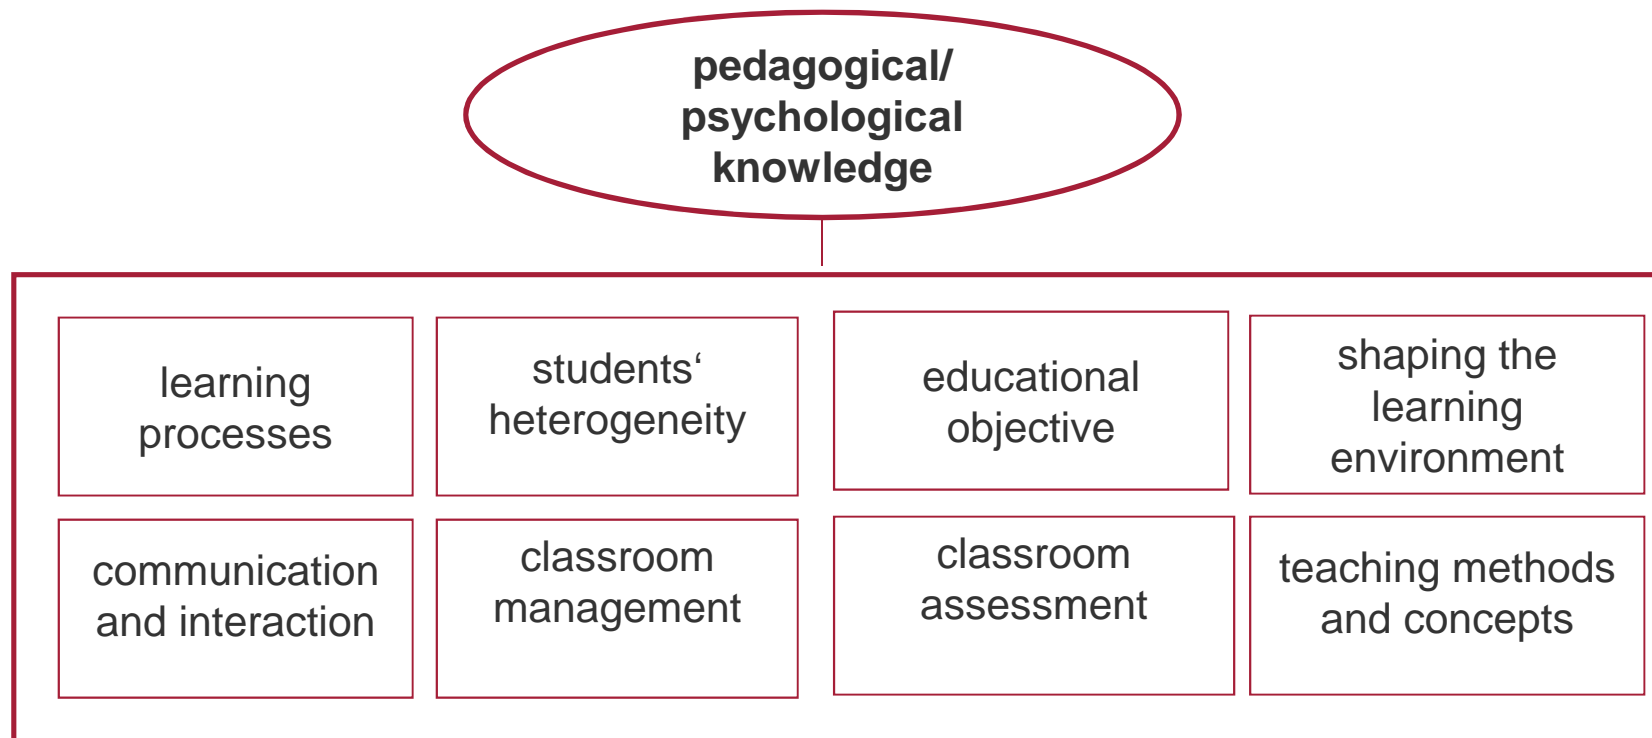 pedagogical/
psychological
knowledge
learning
processes
students‘
heterogeneity
educational
objective
shaping the
learning
environment
communication
and interaction
classroom
management
classroom
assessment
teaching methods
and concepts